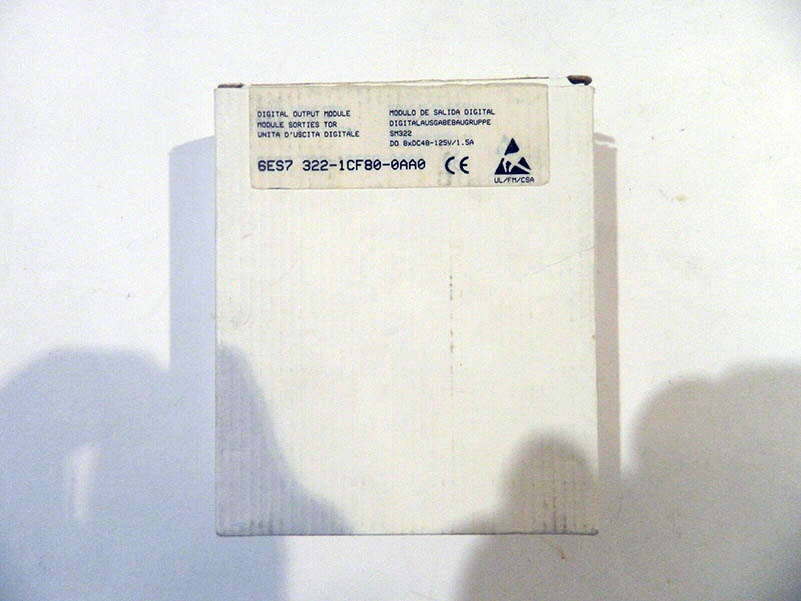 DIGITAL OUTPUT MODULE
MODULE SORTIES TOR
UNITA D'USCITA DIGITALE
MODULO DE SALIDA DIGITAL
DIGITALAUSGABEBAUGRUPPE
SM322
DO 8xDC48-125V/1.5A
6ES7 322-1CF80-0AA0 CE
UL/FM/CSA